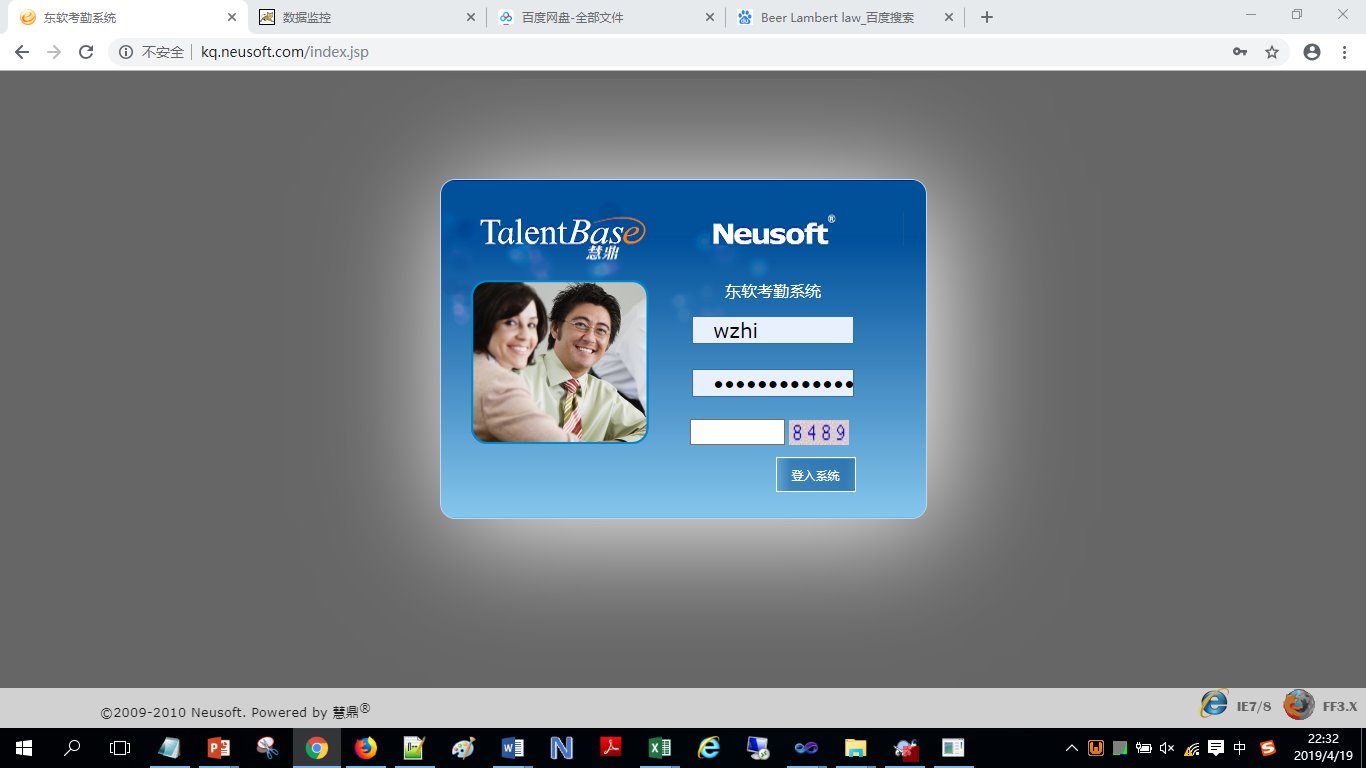 东软考勤系统
数据监控
百度网盘-全部文件
Beer Lambert law_百度搜索
不安全
kq.neusoft.com/index.jsp
TalentBase
慧鼎
Neusoft®
东软考勤系统
wzhi
8489
登入系统
©2009-2010 Neusoft. Powered by 慧鼎®
IE7/8
FF3.X
中
22:32
2019/4/19